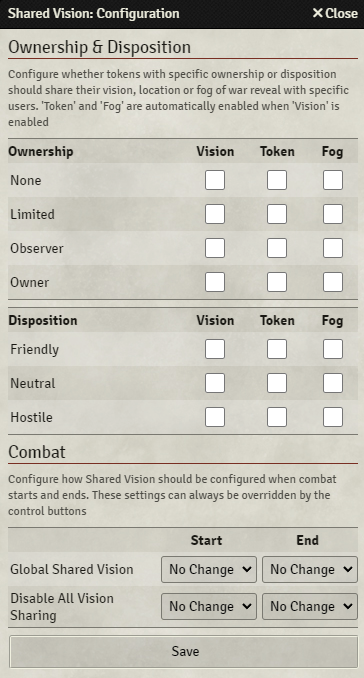 Shared Vision: Configuration ✕Close
Ownership & Disposition
Configure whether tokens with specific ownership or disposition
should share their vision, location or fog of war reveal with specific
users. 'Token' and 'Fog' are automatically enabled when 'Vision' is
enabled
Ownership Vision Token Fog
None
Limited
Observer
Owner
Disposition Vision Token Fog
Friendly
Neutral
Hostile
Combat
Configure how Shared Vision should be configured when combat
starts and ends. These settings can always be overridden by the
control buttons
Start End
Global Shared Vision No Change No Change
Disable All Vision
Sharing No Change No Change
Save